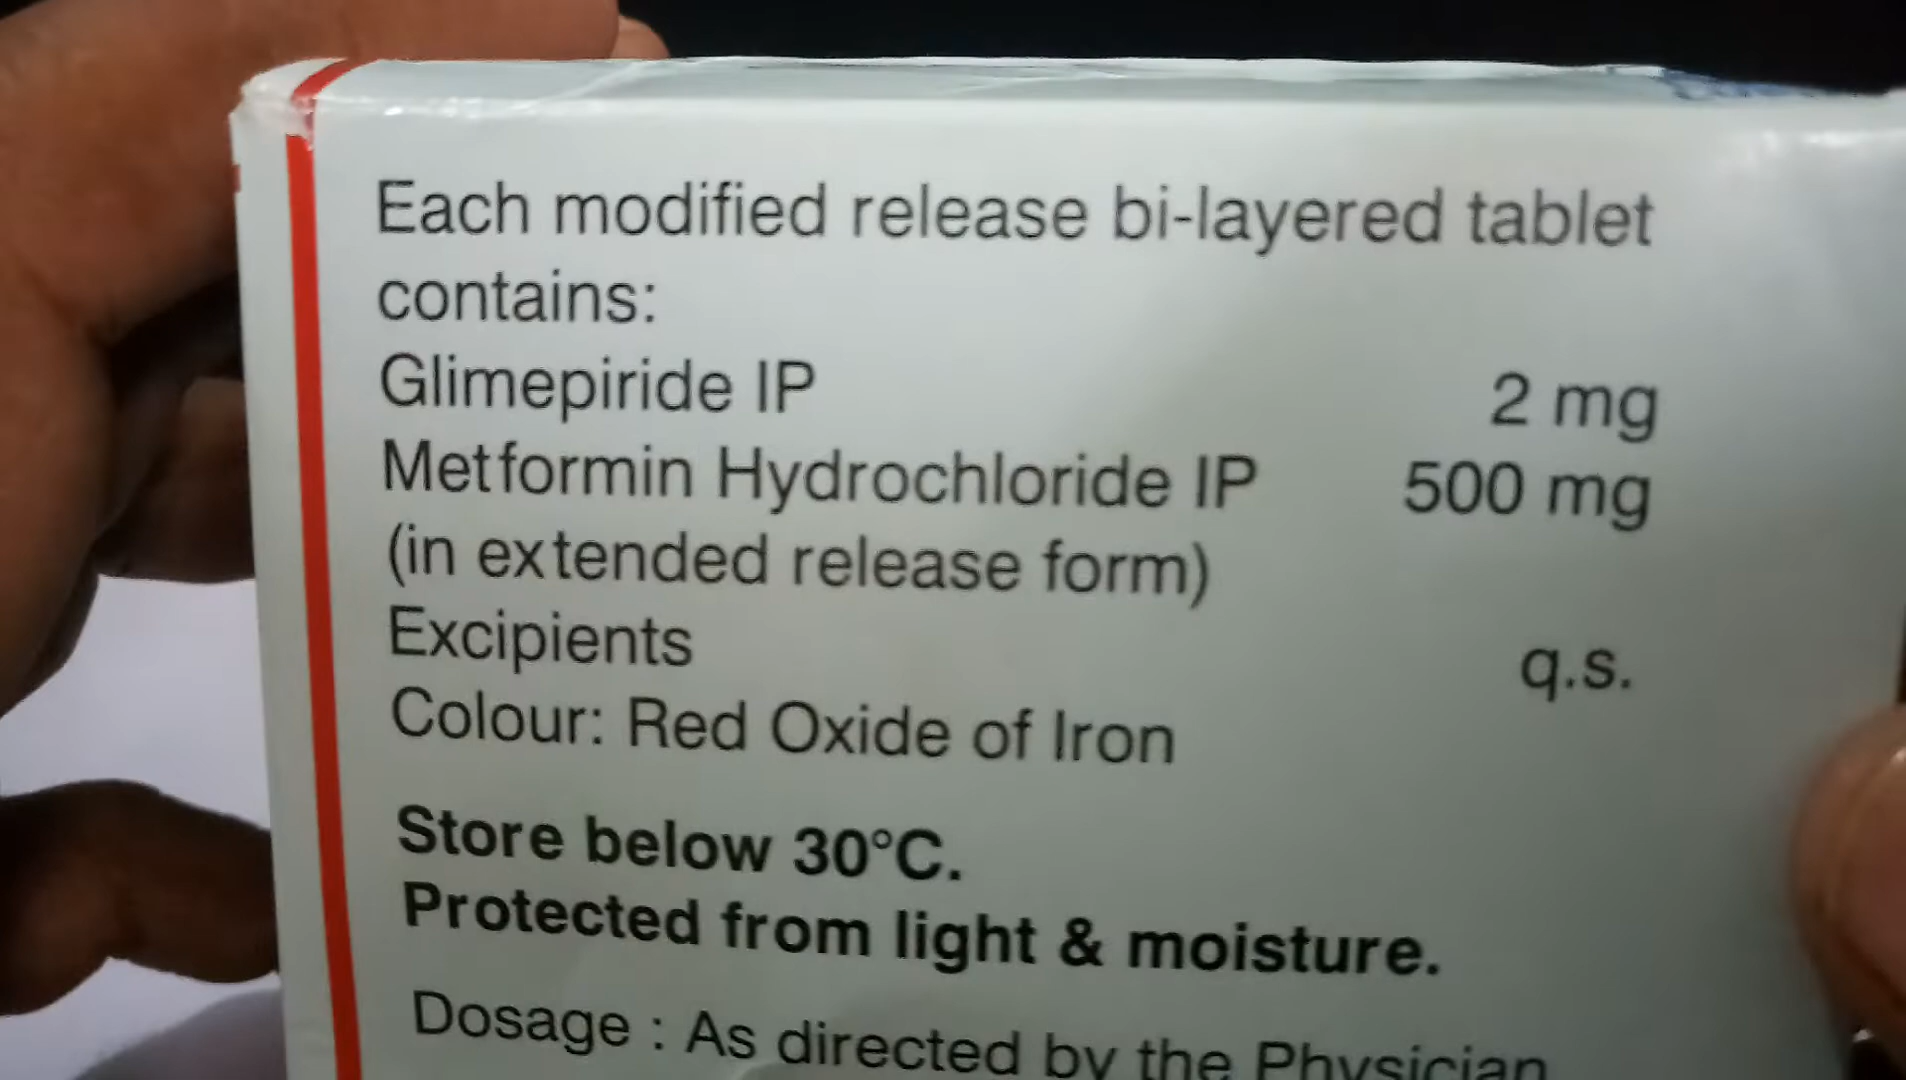 Each modified release bi-layered tablet
contains:
Glimepiride IP 2 mg
Metformin Hydrochloride IP 500 mg
(in extended release form)
Excipients q.s.
Colour: Red Oxide of Iron
Store below 30°C.
Protected from light & moisture.
Dosage : As directed by the Physician